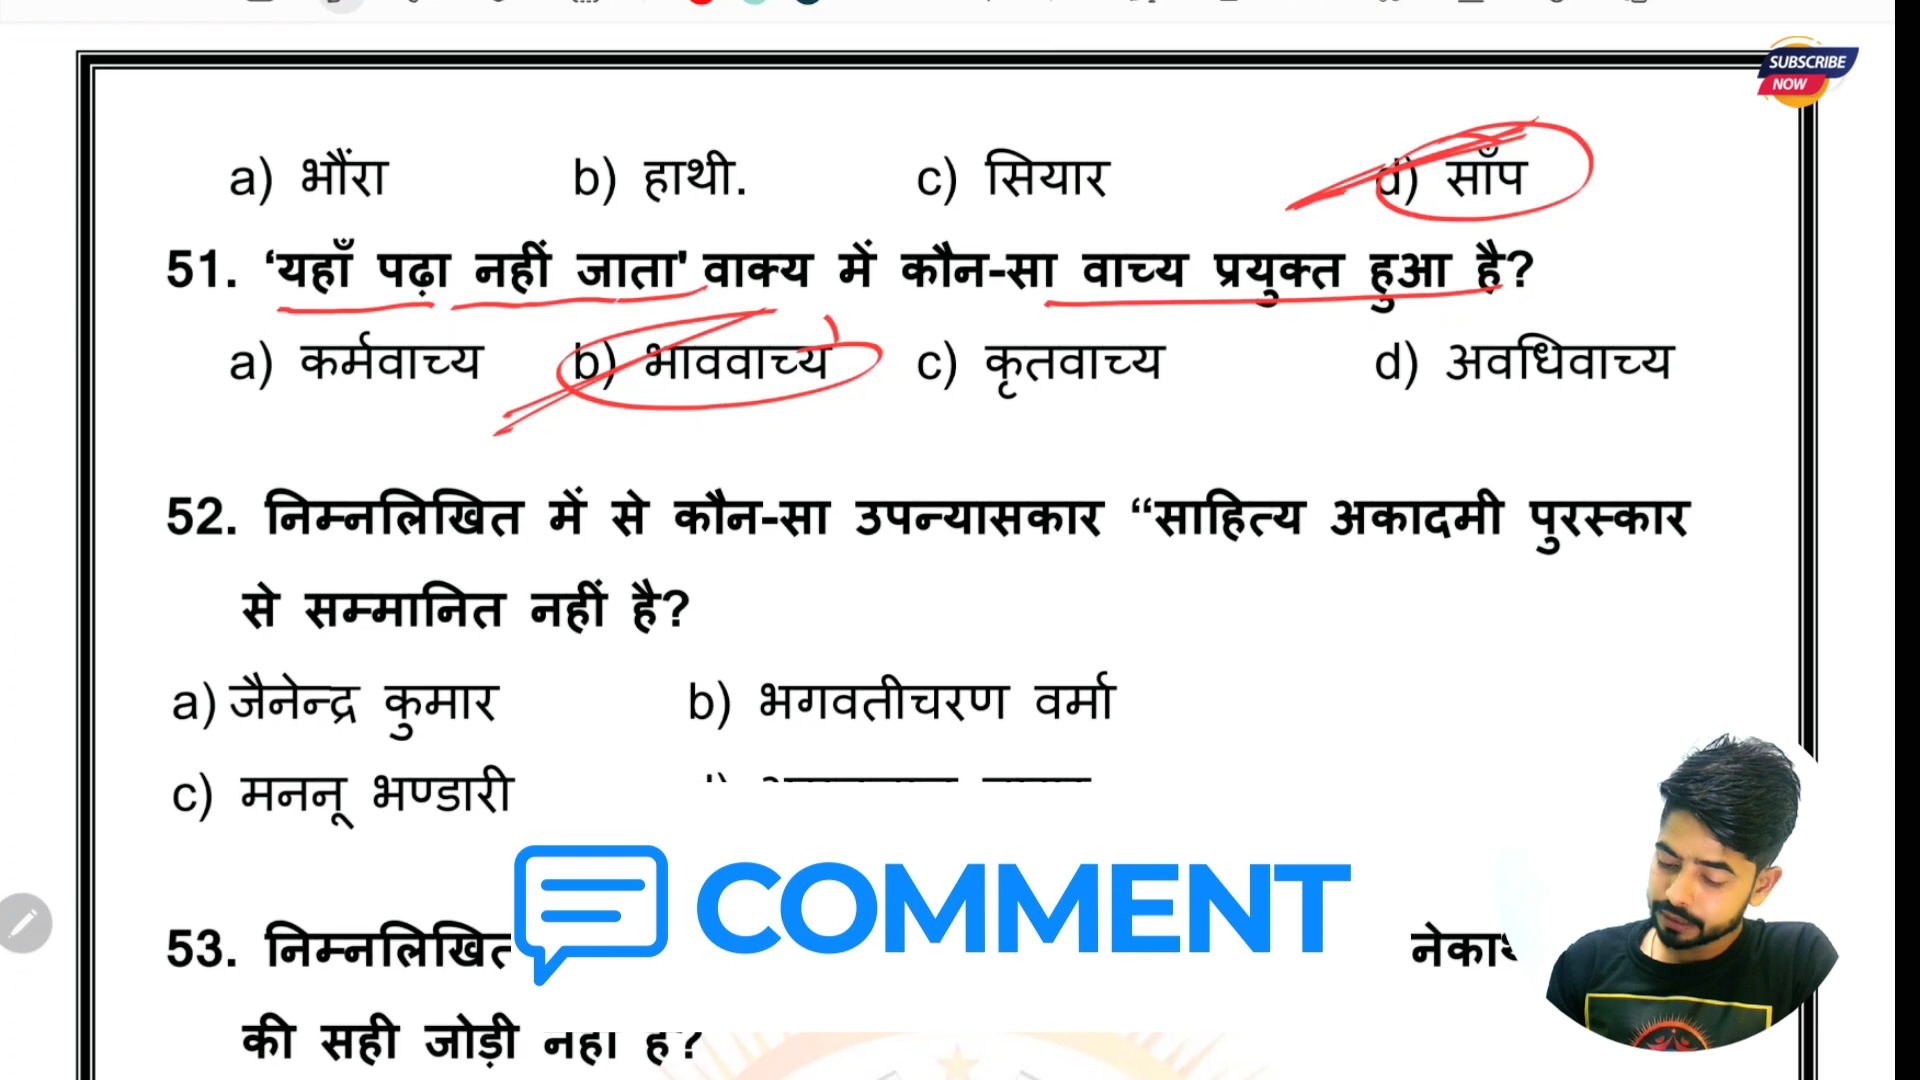 SUBSCRIBE
NOW
a) भौंरा b) हाथी. c) सियार d) साँप
51. ‘यहाँ पढ़ा नहीं जाता' वाक्य में कौन-सा वाच्य प्रयुक्त हुआ है?
a) कर्मवाच्य b) भाववाच्य c) कृतवाच्य d) अवधिवाच्य
52. निम्नलिखित में से कौन-सा उपन्यासकार “साहित्य अकादमी पुरस्कार
से सम्मानित नहीं है?
a) जैनेन्द्र कुमार b) भगवतीचरण वर्मा
c) मननू भण्डारी
COMMENT
53. निम्नलिखित
की सही जोड़ी नहीं है?